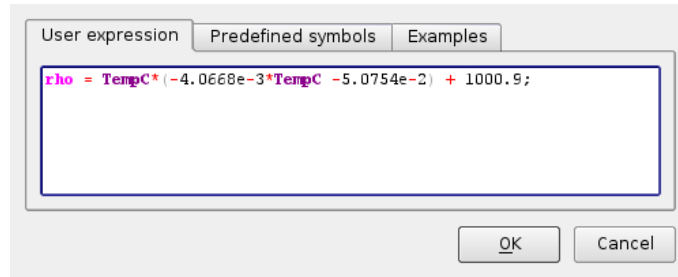 User expression Predefined symbols Examples
rho = TempC*(-4.0668e-3*TempC -5.0754e-2) + 1000.9;
OK Cancel